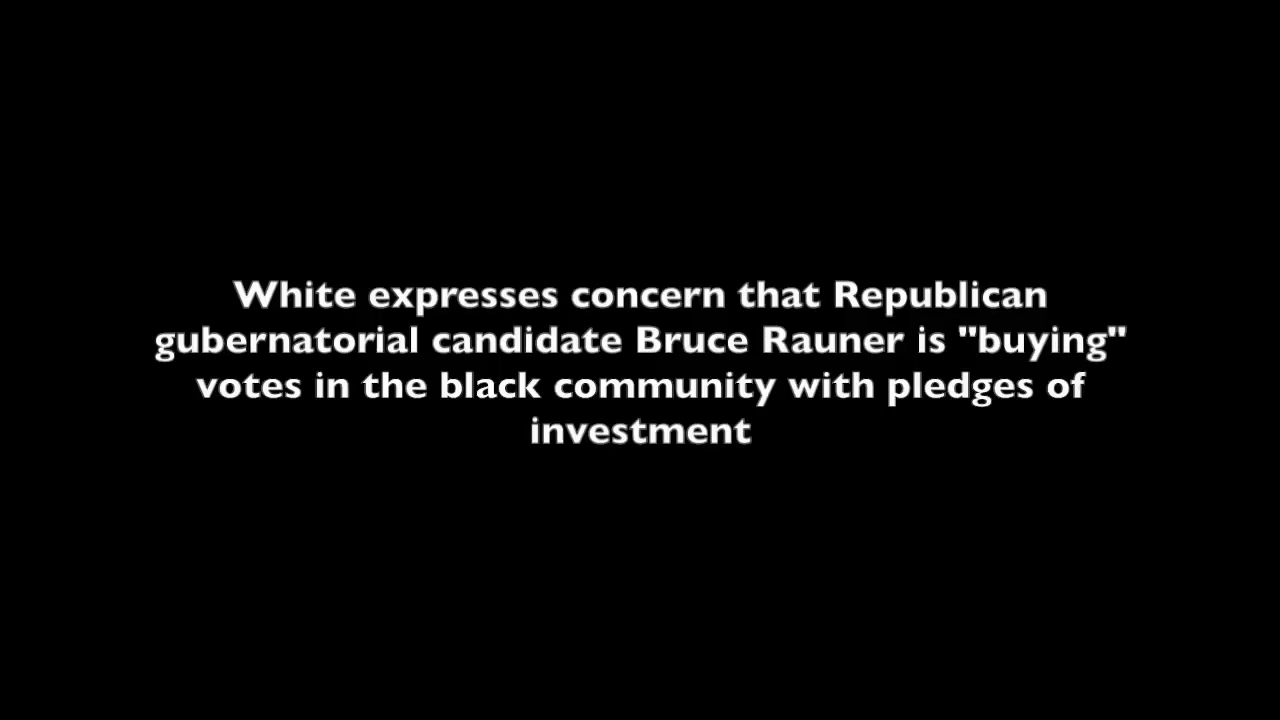 White expresses concern that Republican
gubernatorial candidate Bruce Rauner is "buying"
votes in the black community with pledges of
investment